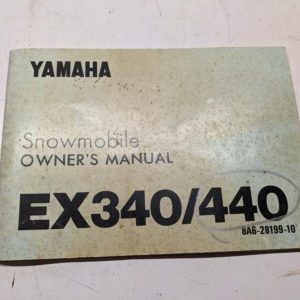 YAMAHA
Snowmobile
OWNER'S MANUAL
EX340/440
8A6-28199-10